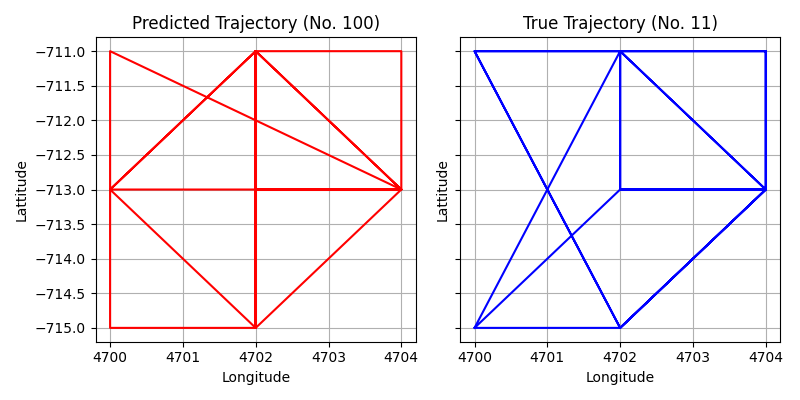 Predicted Trajectory (No. 100)
True Trajectory (No. 11)
Lattitude
−711.0
−711.5
−712.0
−712.5
−713.0
−713.5
−714.0
−714.5
−715.0
4700 4701 4702 4703 4704
Longitude
Lattitude
4700 4701 4702 4703 4704
Longitude